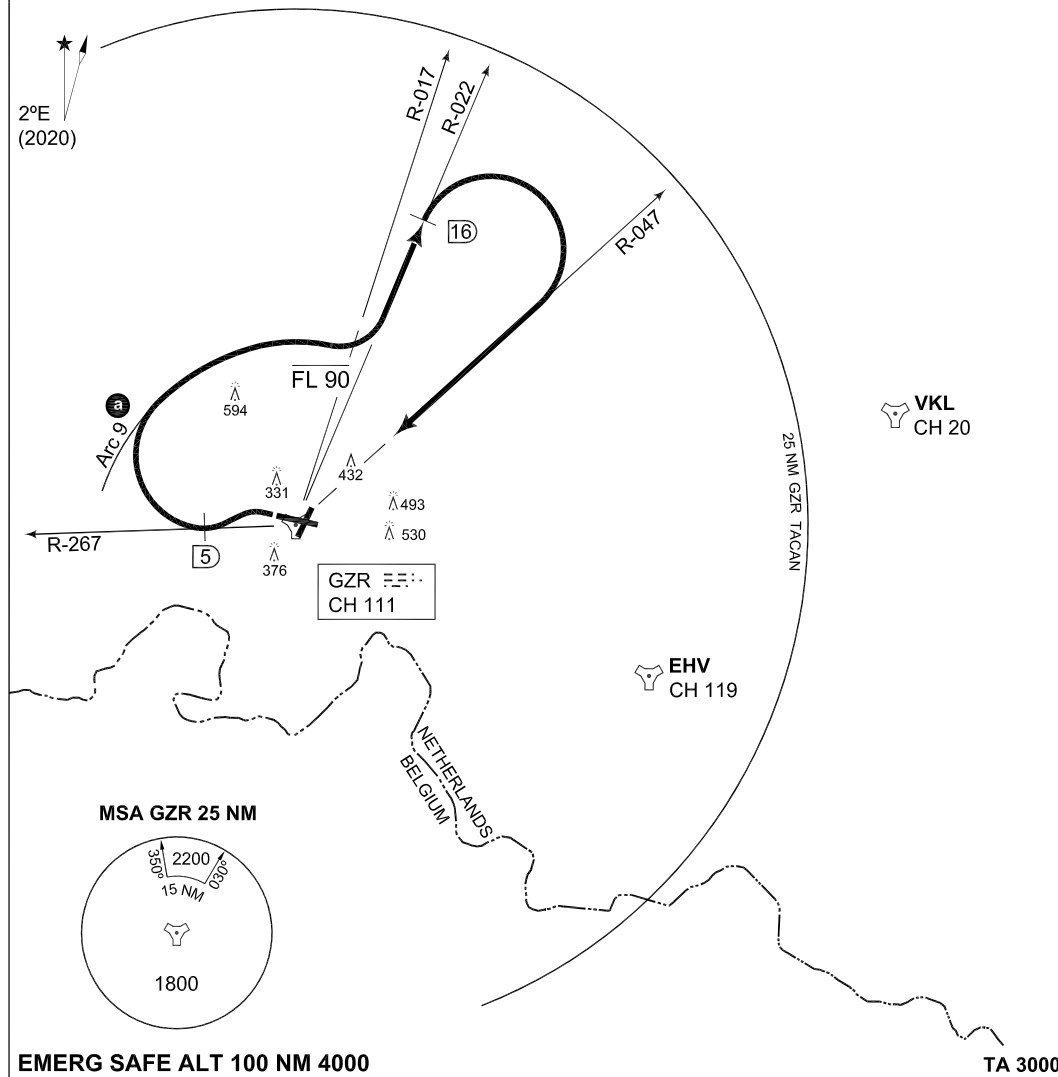 2ºE
(2020)
R-017
R-022
16
R-047
FL 90
a
Arc 9
594
VKL
CH 20
432
331
493
530
25 NM GZR TACAN
R-267
5
376
GZR
CH 111
EHV
CH 119
NETHERLANDS
BELGIUM
MSA GZR 25 NM
350º
2200
030º
15 NM
1800
EMERG SAFE ALT 100 NM 4000
TA 3000